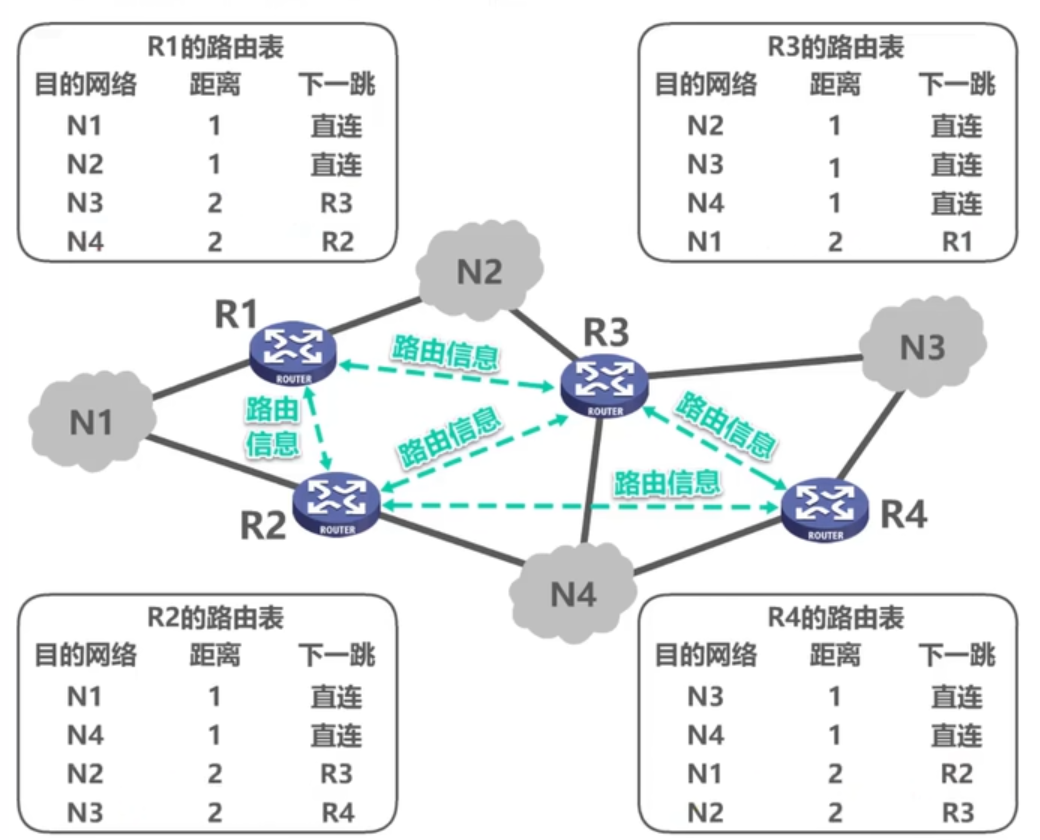 R1的路由表
目的网络 距离 下一跳
N1 1 直连
N2 1 直连
N3 2 R3
N4 2 R2
R3的路由表
目的网络 距离 下一跳
N2 1 直连
N3 1 直连
N4 1 直连
N1 2 R1
N2
R1
ROUTER
路由信息
R3
ROUTER
N3
N1
路由
信息
路由信息
路由信息
路由信息
R2
ROUTER
R4
ROUTER
N4
R2的路由表
目的网络 距离 下一跳
N1 1 直连
N4 1 直连
N2 2 R3
N3 2 R4
R4的路由表
目的网络 距离 下一跳
N3 1 直连
N4 1 直连
N1 2 R2
N2 2 R3